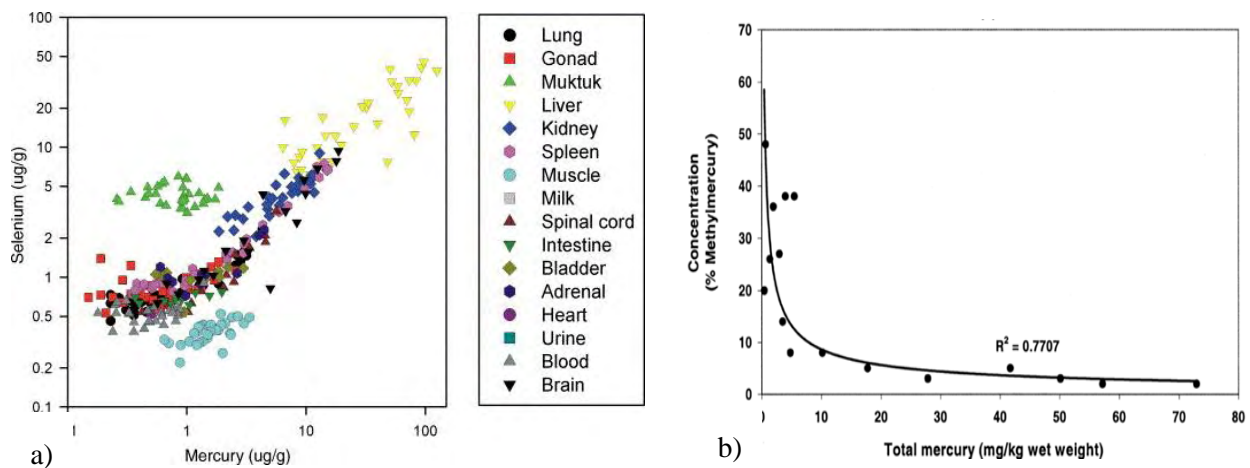 100
50
20
10
5
2
1
0.5
0.2
0.1
Selenium (ug/g)
1
10
100
Mercury (ug/g)
a)
Lung
Gonad
Muktuk
Liver
Kidney
Spleen
Muscle
Milk
Spinal cord
Intestine
Bladder
Adrenal
Heart
Urine
Blood
Brain
70
60
50
40
30
20
10
0
Concentration
(% Methylmercury)
R² = 0.7707
0 10 20 30 40 50 60 70 80
Total mercury (mg/kg wet weight)
b)